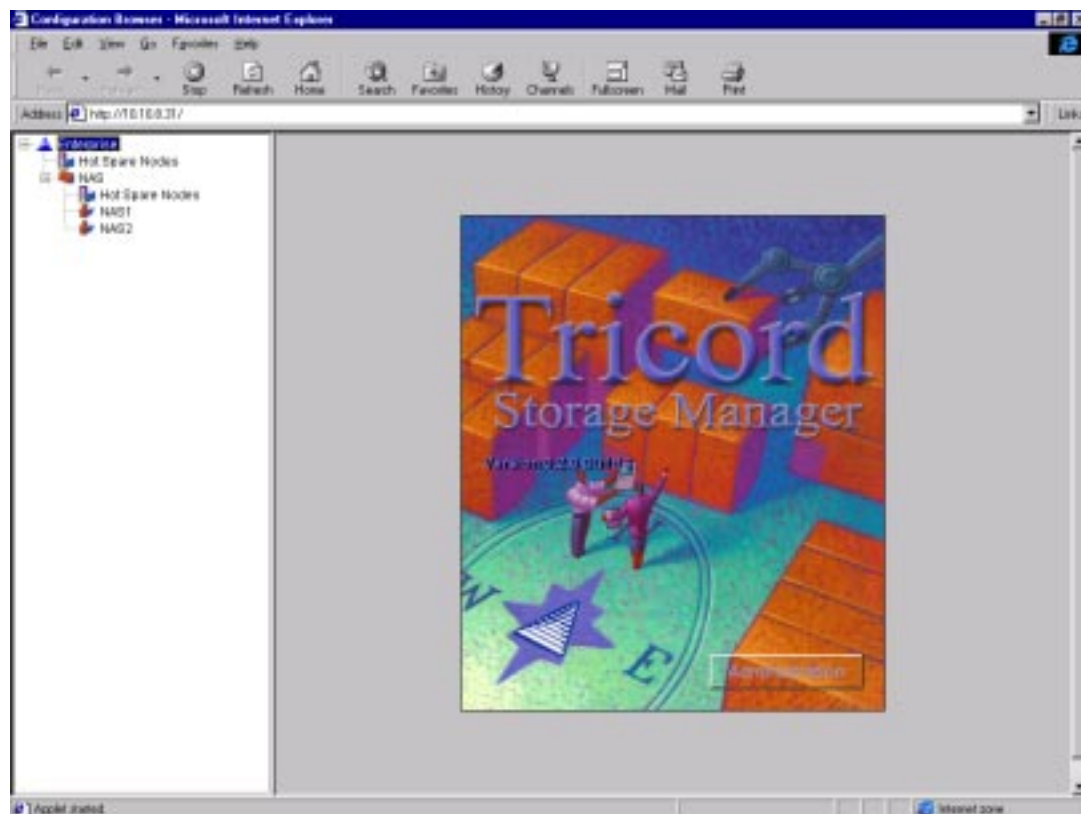 Configuration Browser - Microsoft Internet Explorer
File Edit View Go Favorites Help
Stop Refresh Home Search Favorites History Channels Fullscreen Mail Print
Address http://10.10.0.31/ Links
Enterprise
Hot Spare Nodes
NAS
Hot Spare Nodes
NAS1
NAS2
Tricord
Storage Manager
W
E
Administration
Applet started.
Internet zone